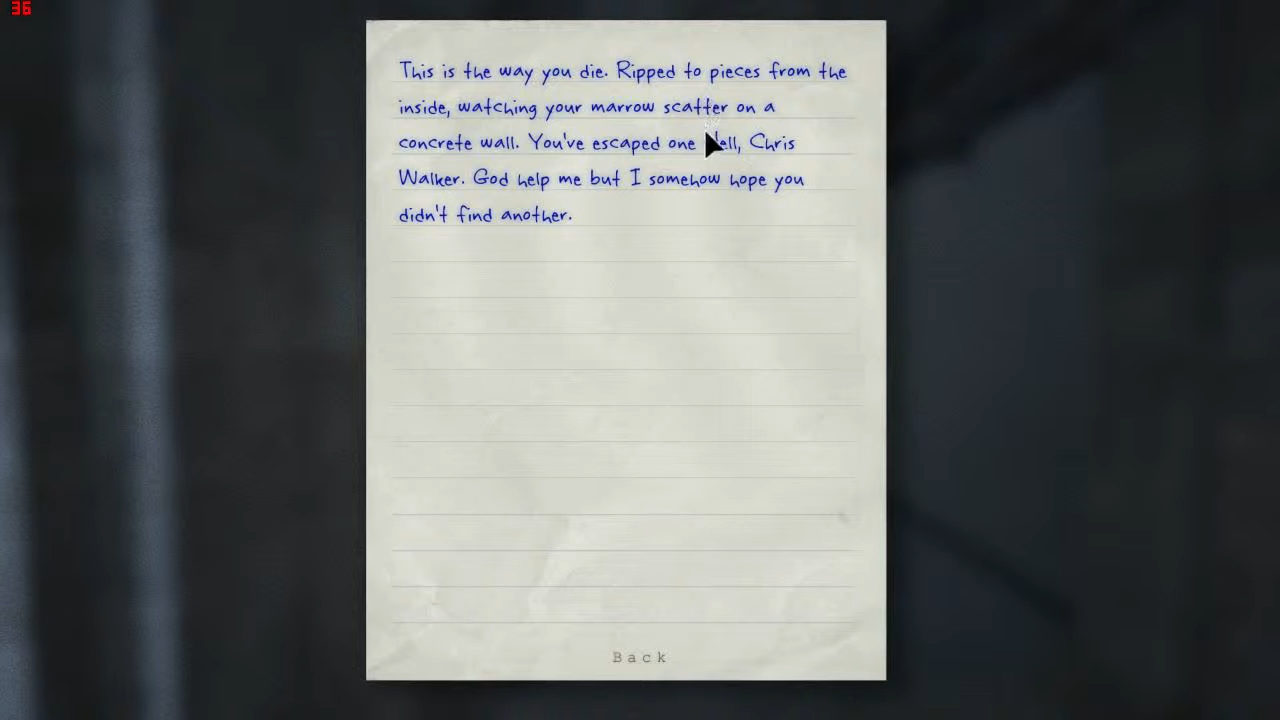 36
This is the way you die. Ripped to pieces from the
inside, watching your marrow scatter on a
concrete wall. You've escaped one Hell, Chris
Walker. God help me but I somehow hope you
didn't find another.
Back